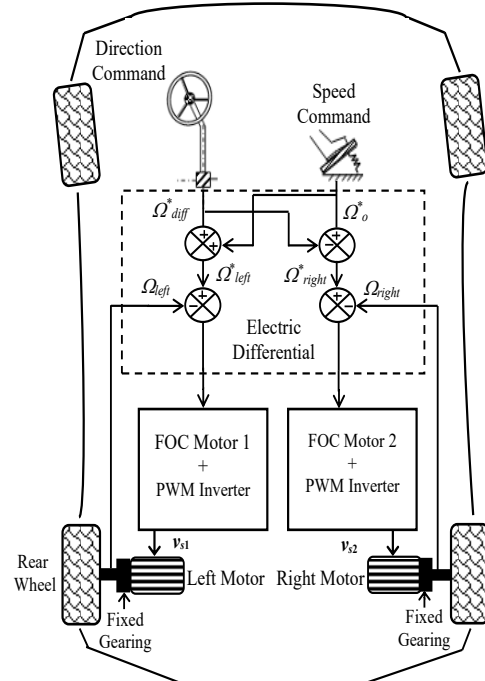 Direction
Command
Speed
Command
Ω*diff
Ω*o
+
+
−
+
Ωleft
Ω*left
Ω*right
Ωright
+
−
+
−
Electric
Differential
FOC Motor 1
+
PWM Inverter
FOC Motor 2
+
PWM Inverter
vs1
vs2
Rear
Wheel
Left Motor
Right Motor
Fixed
Gearing
Fixed
Gearing